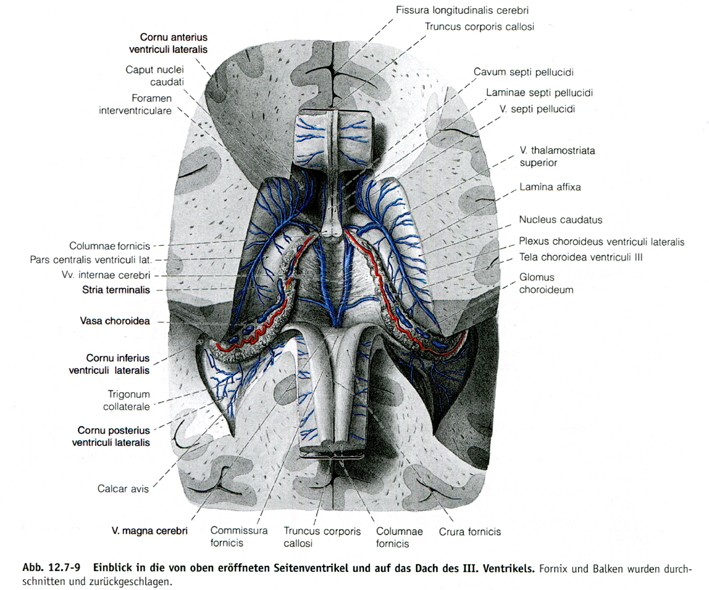 Fissura longitudinalis cerebri
Truncus corporis callosi
Cornu anterius
ventriculi lateralis
Caput nuclei
caudati
Foramen
interventriculare
Cavum septi pellucidi
Laminae septi pellucidi
V. septi pellucidi
V. thalamostriata
superior
Lamina affixa
Nucleus caudatus
Plexus choroideus ventriculi lateralis
Tela choroidea ventriculi III
Glomus
choroideum
Columnae fornicis
Pars centralis ventriculi lat.
Vv. internae cerebri
Stria terminalis
Vasa choroidea
Cornu inferius
ventriculi lateralis
Trigonum
collaterale
Cornu posterius
ventriculi lateralis
Calcar avis
V. magna cerebri
Commissura
fornicis
Truncus corporis
callosi
Columnae
fornicis
Crura fornicis
Abb. 12.7-9 Einblick in die von oben eröffneten Seitenventrikel und auf das Dach des III. Ventrikels. Fornix und Balken wurden durch-
schnitten und zurückgeschlagen.